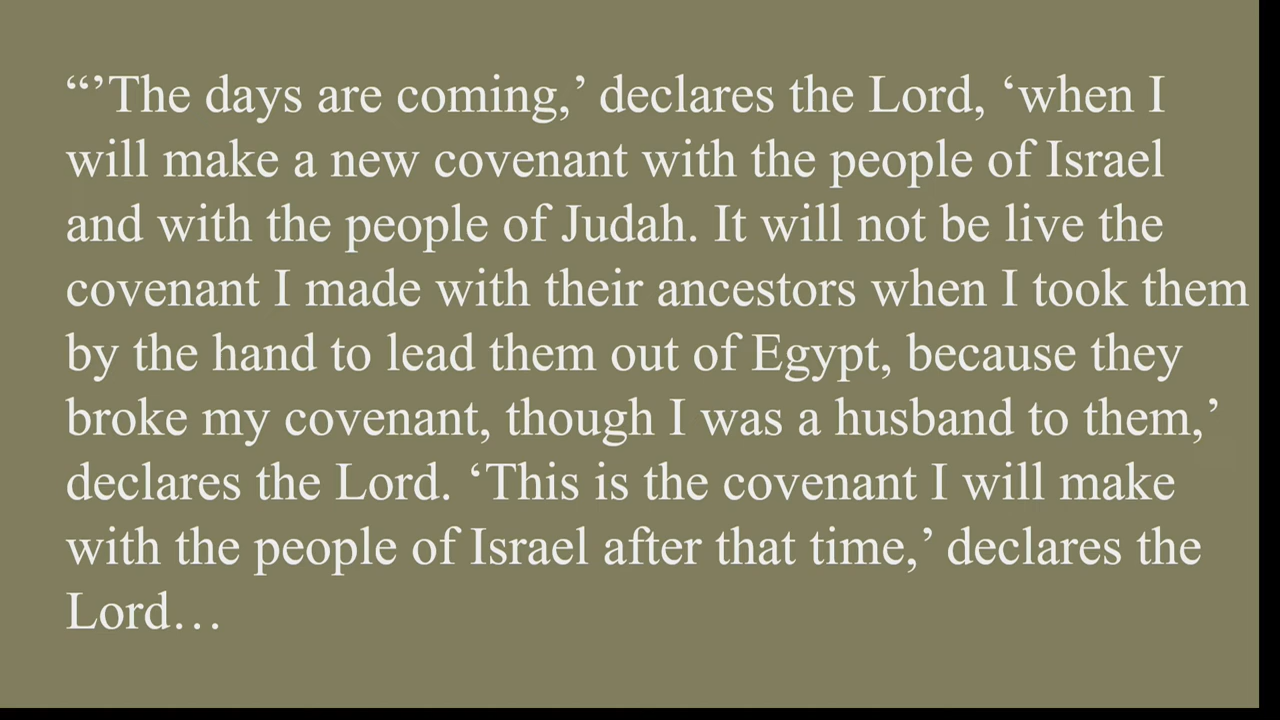 “’The days are coming,’ declares the Lord, ‘when I
will make a new covenant with the people of Israel
and with the people of Judah. It will not be live the
covenant I made with their ancestors when I took them
by the hand to lead them out of Egypt, because they
broke my covenant, though I was a husband to them,’
declares the Lord. ‘This is the covenant I will make
with the people of Israel after that time,’ declares the
Lord…